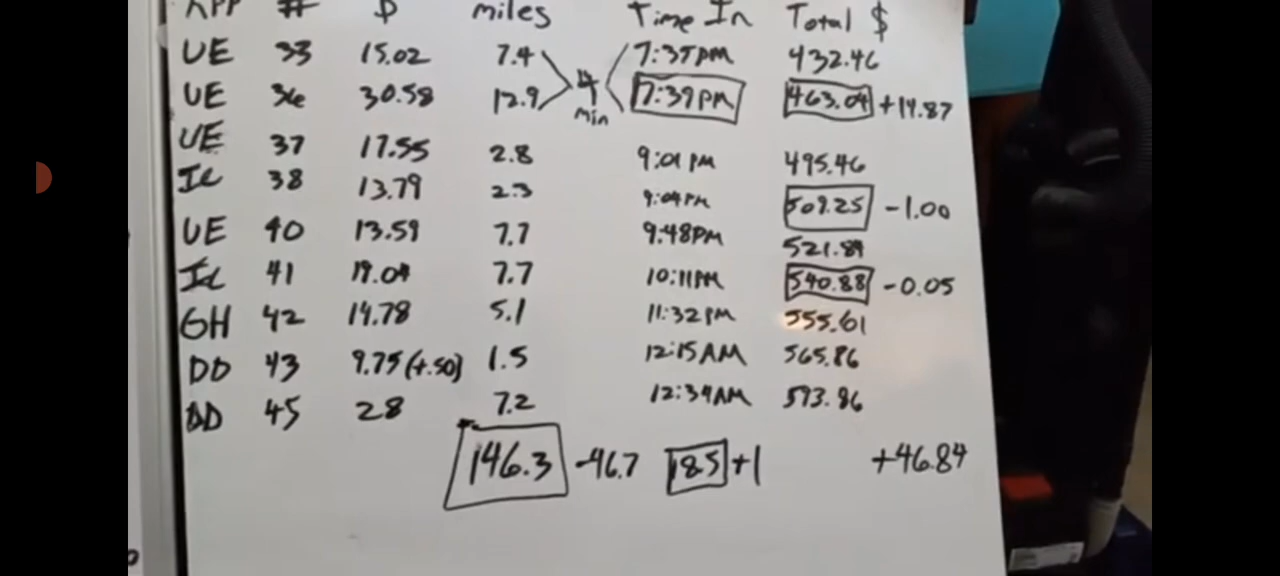 App # $ miles Time In Total $
UE 33 15.02 7.4 7:35PM 432.46
UE 36 30.58 12.9 4 min 7:39PM 463.04 +14.87
UE 37 17.55 2.8 9:01PM 495.46
IC 38 13.79 2.3 9:04PM 509.25 -1.00
UE 40 13.59 7.7 9:48PM 521.84
IC 41 19.04 7.7 10:11PM 540.88 -0.05
GH 42 14.78 5.1 11:32PM 555.61
DD 43 9.75 (+.50) 1.5 12:15AM 565.86
DD 45 28 7.2 12:34AM 593.86
146.3 -46.7 185 +1 +46.84